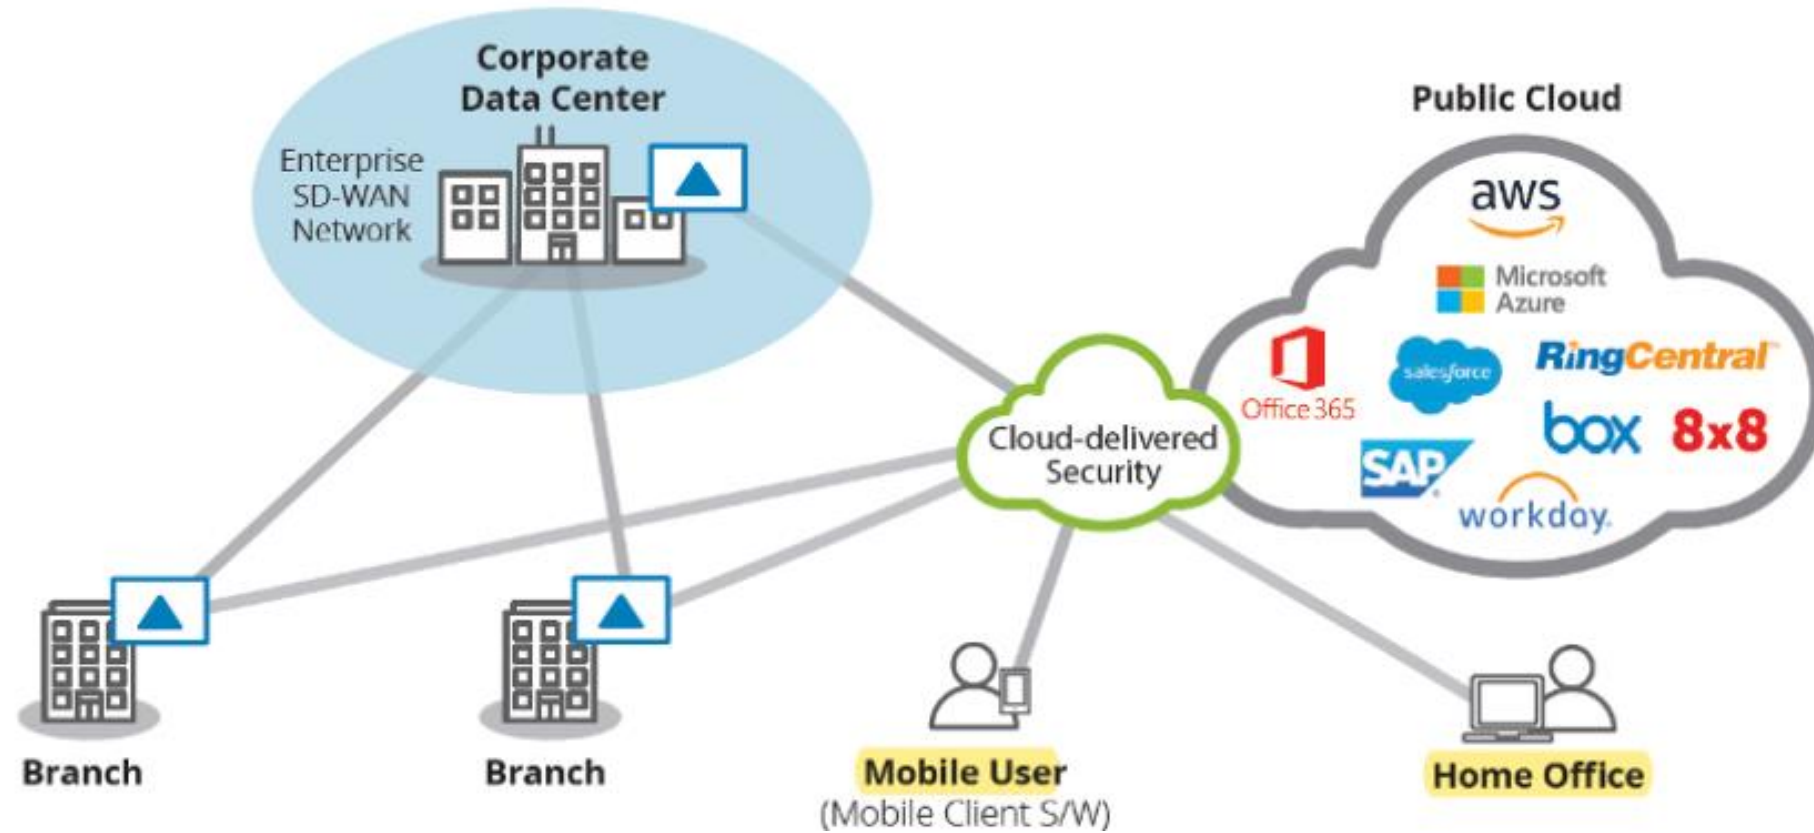 Corporate
Data Center
Enterprise
SD-WAN
Network
Public Cloud
aws
Microsoft
Azure
Office 365
salesforce
RingCentral
box
8x8
SAP
workday.
Cloud-delivered
Security
Branch
Branch
Mobile User
(Mobile Client S/W)
Home Office